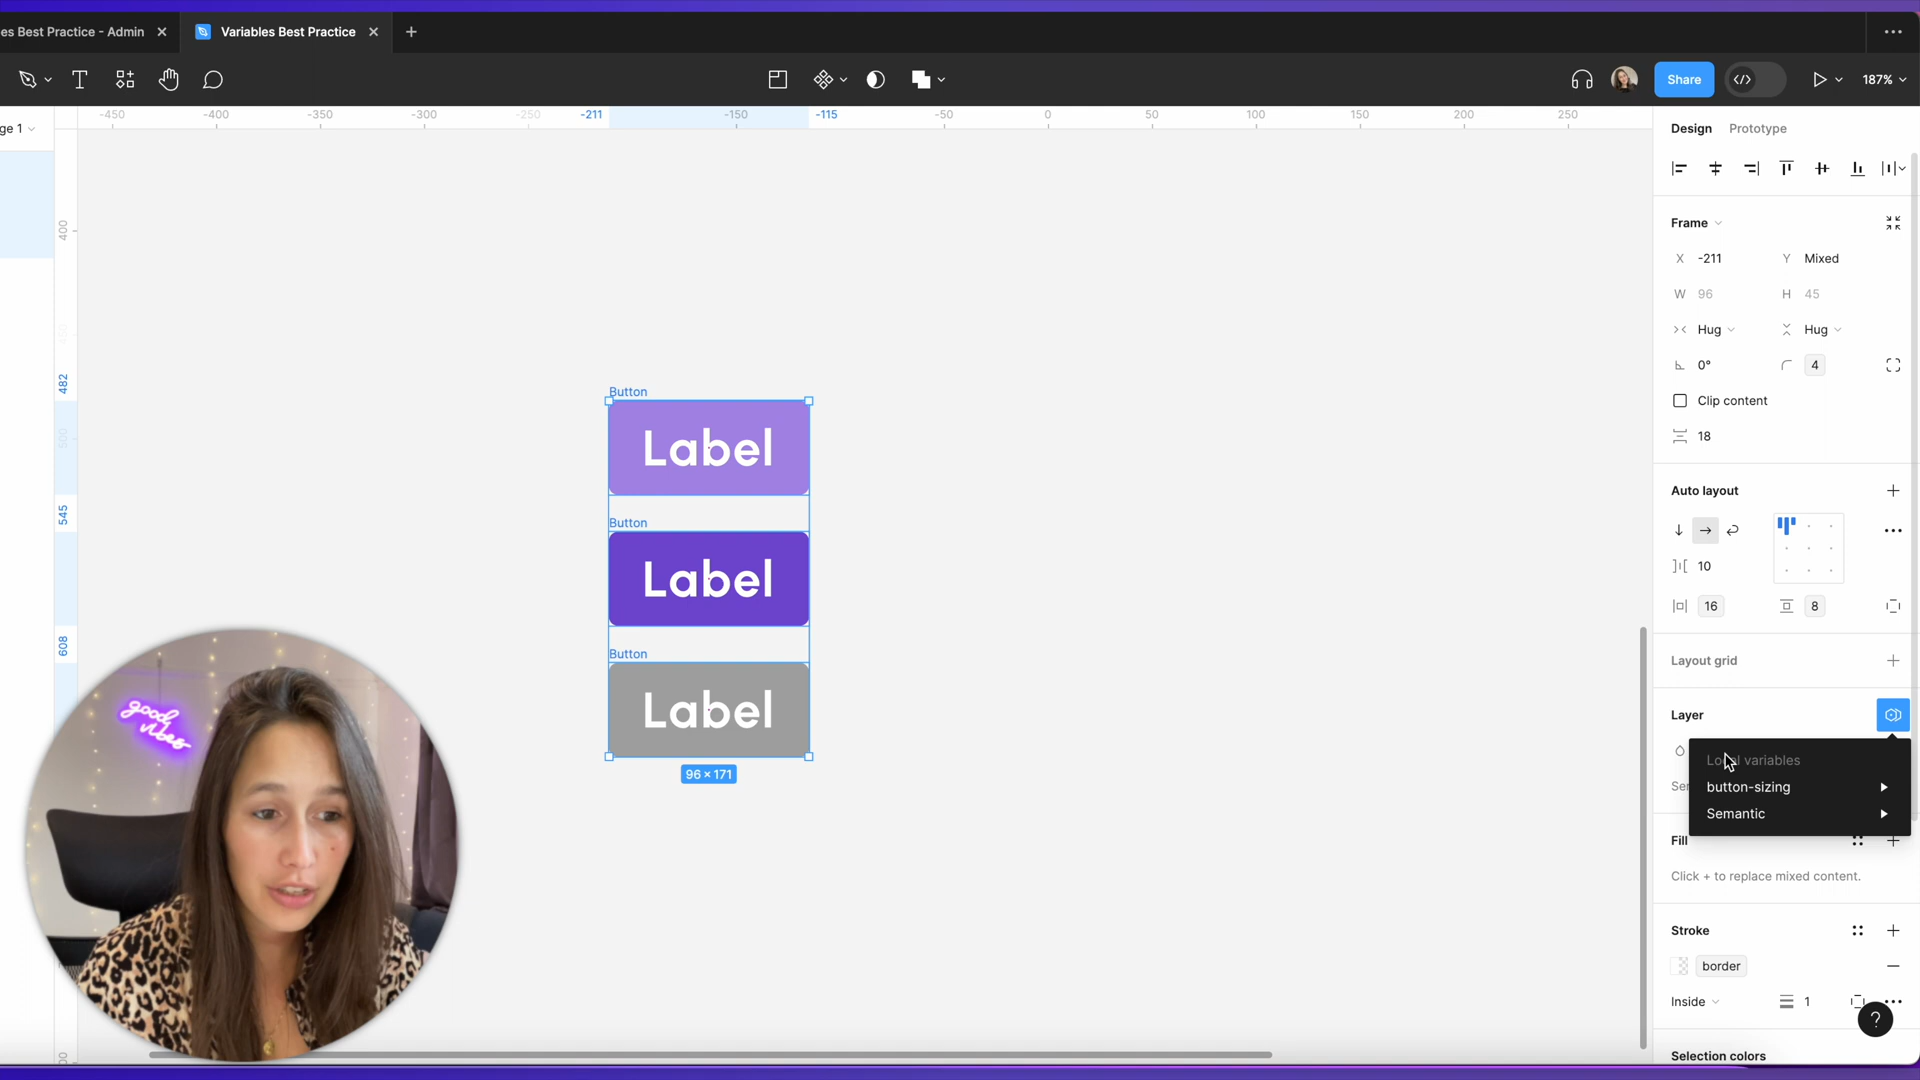 es Best Practice - Admin
Variables Best Practice
Share
187%
ge 1
-450 -400 -350 -300 -250 -211 -150 -115 -50 0 50 100 150 200 250
Design Prototype
400
482
500
545
608
Frame
X -211 Y Mixed
W 96 H 45
Hug Hug
0° 4
Clip content
18
Auto layout
10
16 8
Layout grid
Layer
Local variables
button-sizing
Semantic
Fill
Click + to replace mixed content.
Stroke
border
Inside 1
?
Selection colors
Button
Label
Button
Label
Button
Label
96 × 171
good
vibes